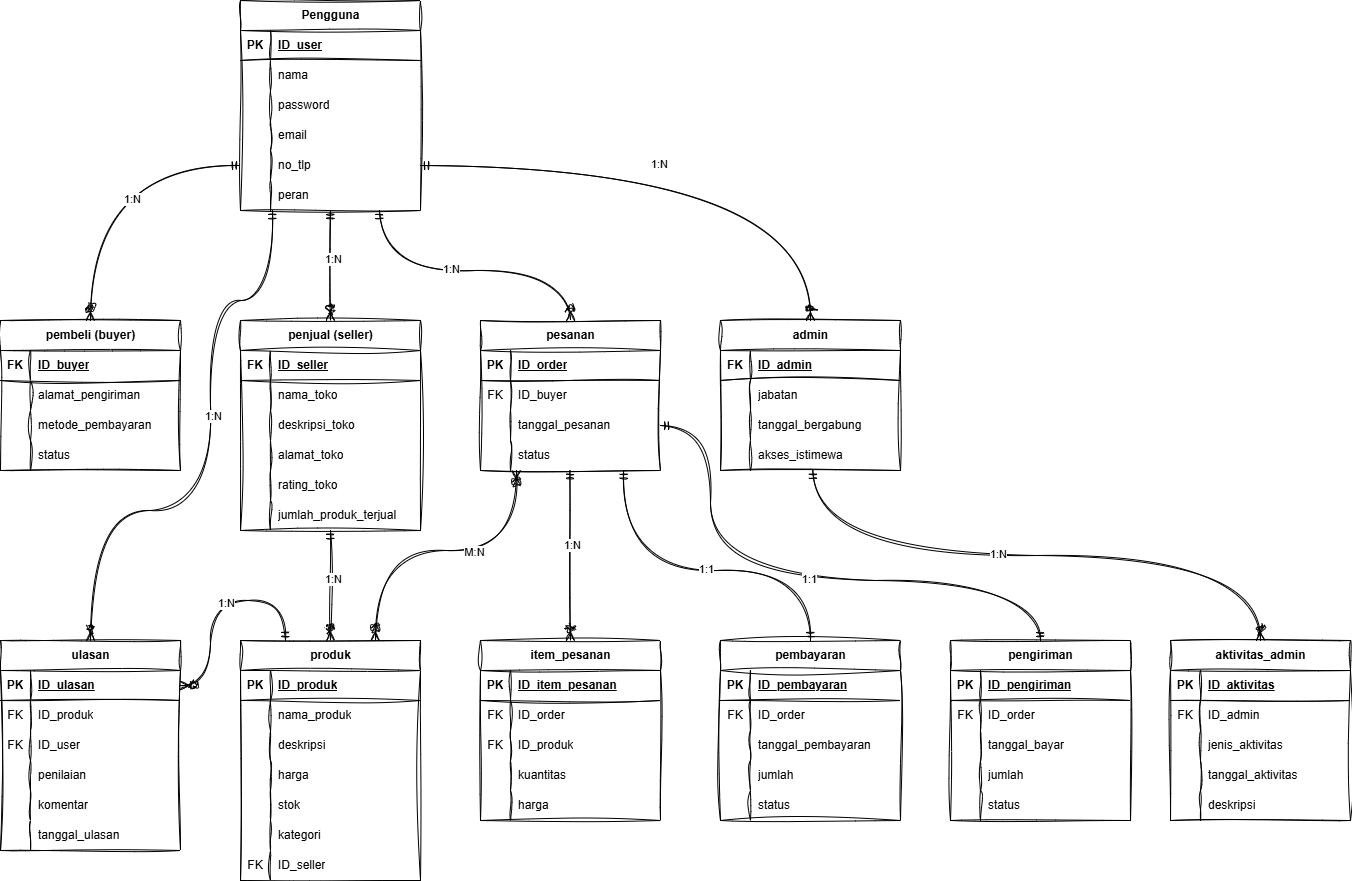 Pengguna
PK ID_user
nama
password
email
no_tlp
peran
1:N
1:N
1:N
1:N
1:N
pembeli (buyer)
FK ID_buyer
alamat_pengiriman
metode_pembayaran
status
penjual (seller)
FK ID_seller
nama_toko
deskripsi_toko
alamat_toko
rating_toko
jumlah_produk_terjual
pesanan
PK ID_order
FK ID_buyer
tanggal_pesanan
status
admin
FK ID_admin
jabatan
tanggal_bergabung
akses_istimewa
1:N
1:N
M:N
1:N
1:1
1:1
1:N
ulasan
PK ID_ulasan
FK ID_produk
FK ID_user
penilaian
komentar
tanggal_ulasan
produk
PK ID_produk
nama_produk
deskripsi
harga
stok
kategori
FK ID_seller
item_pesanan
PK ID_item_pesanan
FK ID_order
FK ID_produk
kuantitas
harga
pembayaran
PK ID_pembayaran
FK ID_order
tanggal_pembayaran
jumlah
status
pengiriman
PK ID_pengiriman
FK ID_order
tanggal_bayar
jumlah
status
aktivitas_admin
PK ID_aktivitas
FK ID_admin
jenis_aktivitas
tanggal_aktivitas
deskripsi